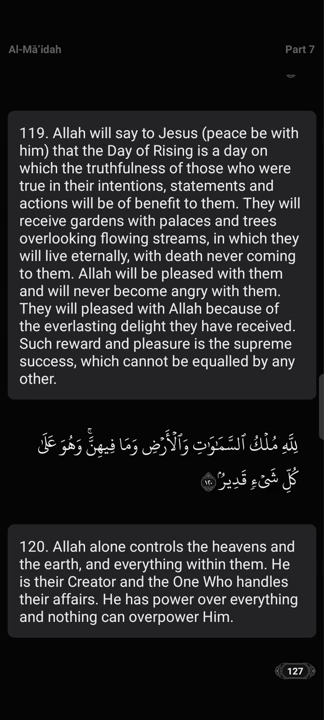 Al-Mā'idah
Part 7
119. Allah will say to Jesus (peace be with
him) that the Day of Rising is a day on
which the truthfulness of those who were
true in their intentions, statements and
actions will be of benefit to them. They will
receive gardens with palaces and trees
overlooking flowing streams, in which they
will live eternally, with death never coming
to them. Allah will be pleased with them
and will never become angry with them.
They will pleased with Allah because of
the everlasting delight they have received.
Such reward and pleasure is the supreme
success, which cannot be equalled by any
other.
لِلَّهِ مُلْكُ ٱلسَّمَٰوَٰتِ وَٱلْأَرْضِ وَمَا فِيهِنَّۚ وَهُوَ عَلَىٰ
كُلِّ شَىْءٍ قَدِيرٌۢ ١٢٠
120. Allah alone controls the heavens and
the earth, and everything within them. He
is their Creator and the One Who handles
their affairs. He has power over everything
and nothing can overpower Him.
127